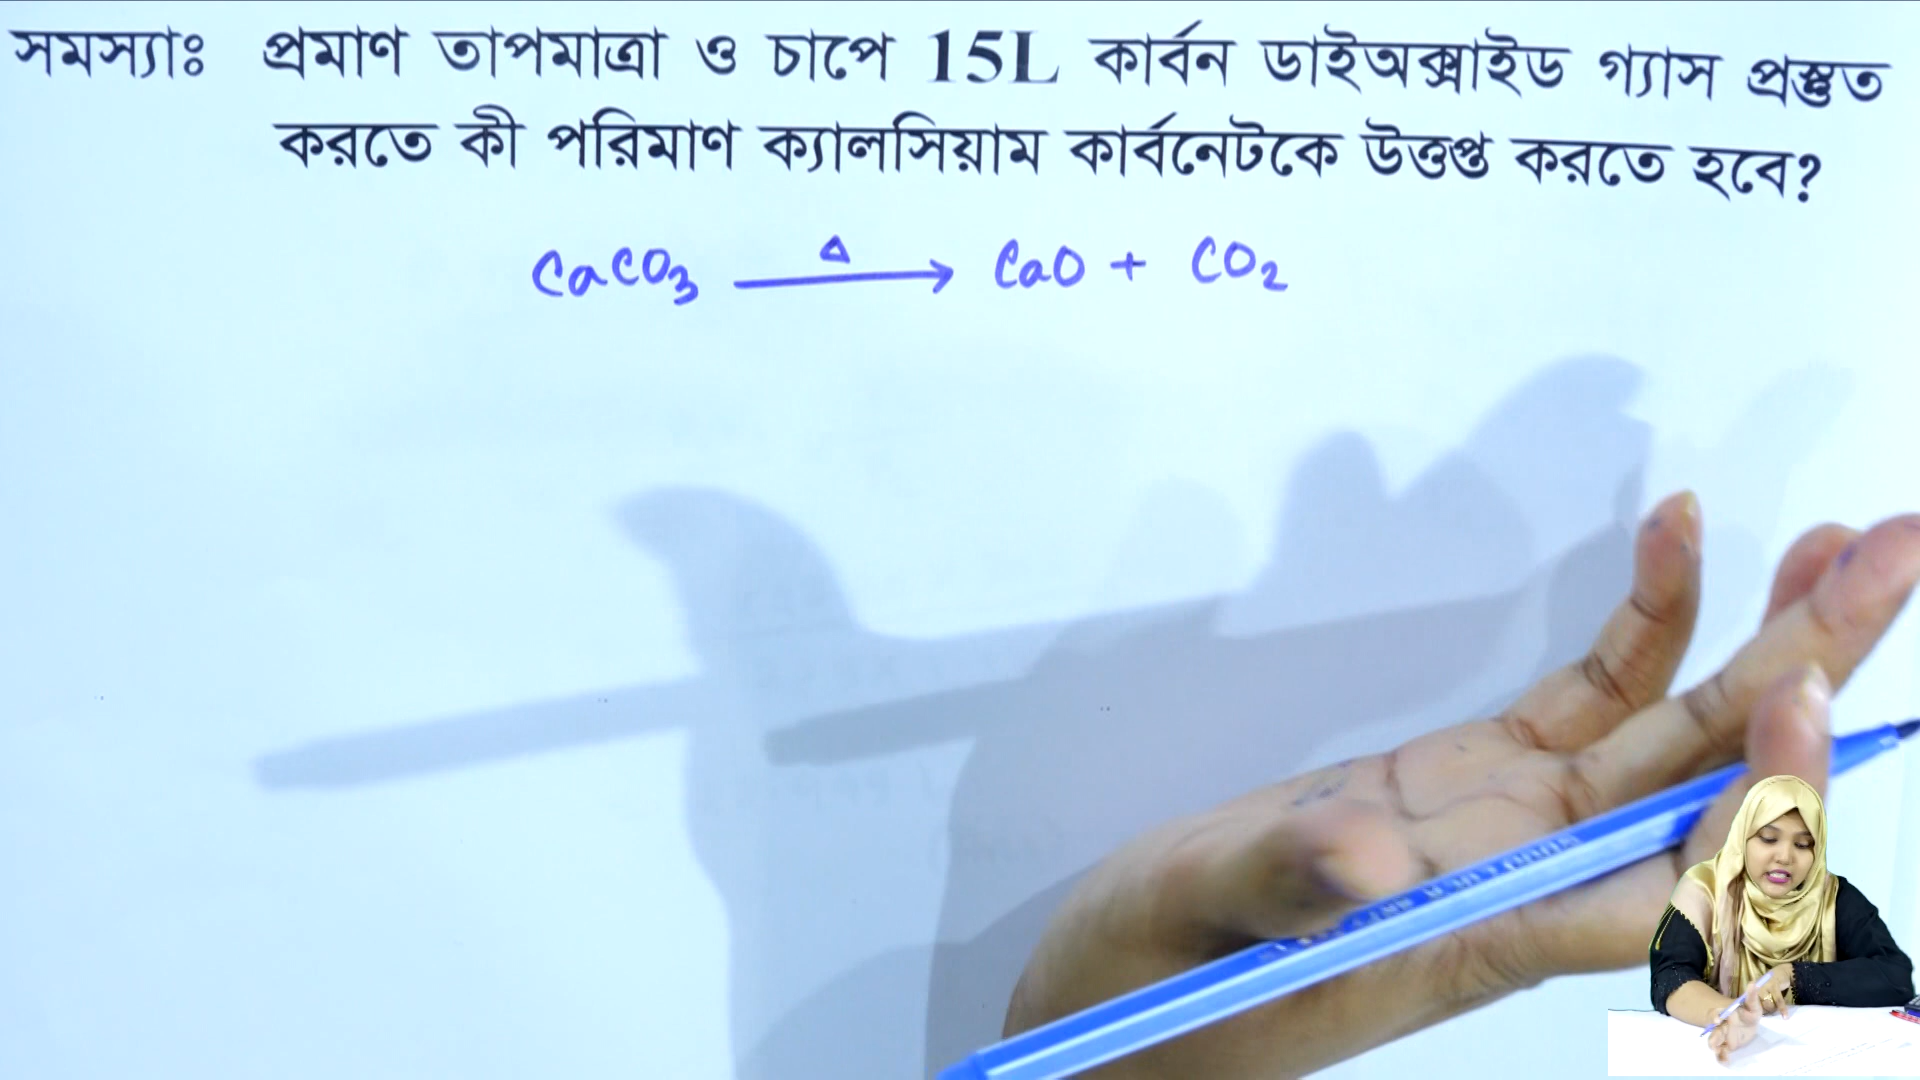 সমস্যাঃ প্রমাণ তাপমাত্রা ও চাপে 15L কার্বন ডাইঅক্সাইড গ্যাস প্রস্তুত
করতে কী পরিমাণ ক্যালসিয়াম কার্বনেটকে উত্তপ্ত করতে হবে?
Δ
CaCO₃ ⟶ CaO + CO₂